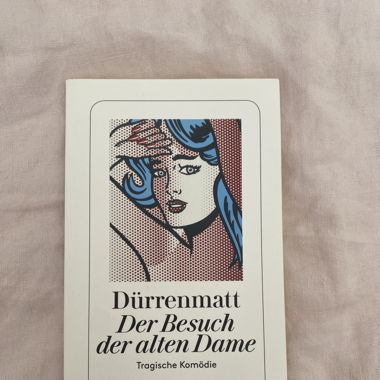 Dürrenmatt
Der Besuch
der alten Dame
Tragische Komödie